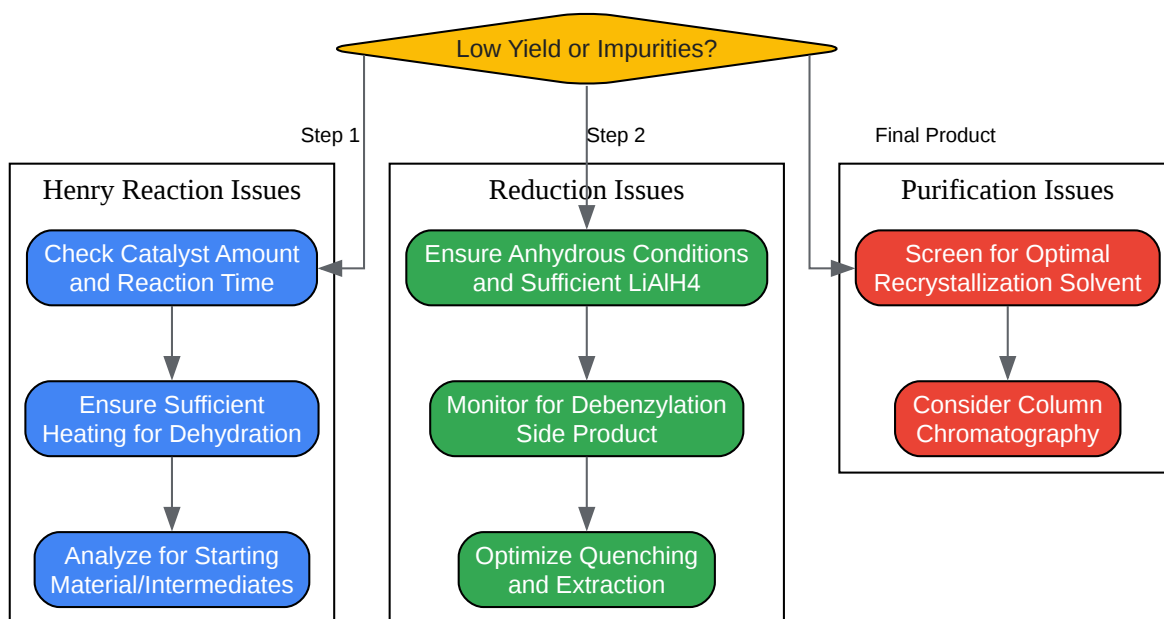 Low Yield or Impurities?
Step 1
Step 2
Final Product
Henry Reaction Issues
Check Catalyst Amount
and Reaction Time
Ensure Sufficient
Heating for Dehydration
Analyze for Starting
Material/Intermediates
Reduction Issues
Ensure Anhydrous Conditions
and Sufficient LiAlH4
Monitor for Debenzylation
Side Product
Optimize Quenching
and Extraction
Purification Issues
Screen for Optimal
Recrystallization Solvent
Consider Column
Chromatography